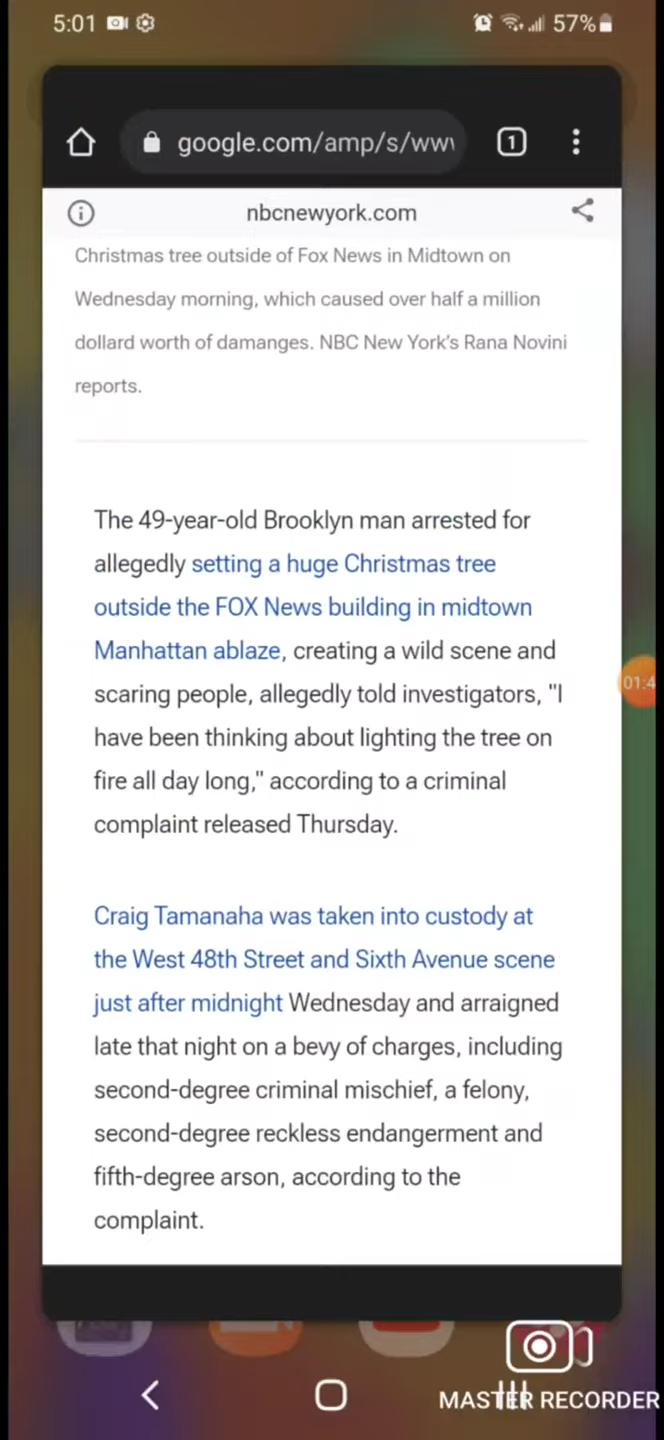 5:01
57%
google.com/amp/s/www
1
nbcnewyork.com
Christmas tree outside of Fox News in Midtown on
Wednesday morning, which caused over half a million
dollard worth of damanges. NBC New York's Rana Novini
reports.
The 49-year-old Brooklyn man arrested for
allegedly setting a huge Christmas tree
outside the FOX News building in midtown
Manhattan ablaze, creating a wild scene and
scaring people, allegedly told investigators, "I
have been thinking about lighting the tree on
fire all day long," according to a criminal
complaint released Thursday.
01:4
Craig Tamanaha was taken into custody at
the West 48th Street and Sixth Avenue scene
just after midnight Wednesday and arraigned
late that night on a bevy of charges, including
second-degree criminal mischief, a felony,
second-degree reckless endangerment and
fifth-degree arson, according to the
complaint.
MASTER RECORDER